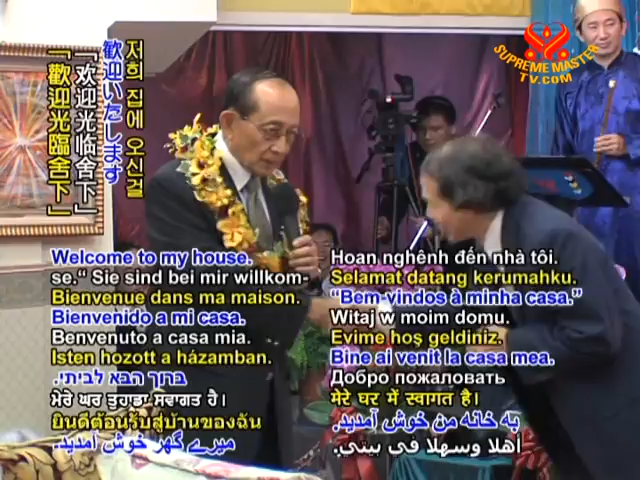 SUPREME MASTER
TV.COM
저희 집에 오신걸
歓迎いたします
「欢迎光临舍下」
「歡迎光臨舍下」
Welcome to my house.
se.“ Sie sind bei mir willkom-
Bienvenue dans ma maison.
Bienvenido a mi casa.
Benvenuto a casa mia.
Isten hozott a házamban.
ברוך הבא לביתי.
ਮੇਰੇ ਘਰ ਤੁਹਾਡਾ ਸਵਾਗਤ ਹੈ।
ยินดีต้อนรับสู่บ้านของฉัน
میرے گھر خوش آمدید.
Hoan nghênh đến nhà tôi.
Selamat datang kerumahku.
“Bem-vindos à minha casa.”
Witaj w moim domu.
Evime hoş geldiniz.
Bine ai venit la casa mea.
Добро пожаловать
मेरे घर में स्वागत है।
به خانه من خوش آمدید.
أهلا وسهلا في بيتي.